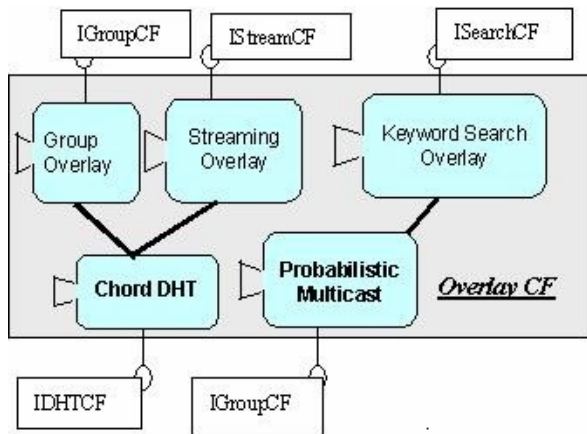 IGroupCF
IStreamCF
ISearchCF
Group
Overlay
Streaming
Overlay
Keyword Search
Overlay
Chord DHT
Probabilistic
Multicast
Overlay CF
IDHTCF
IGroupCF